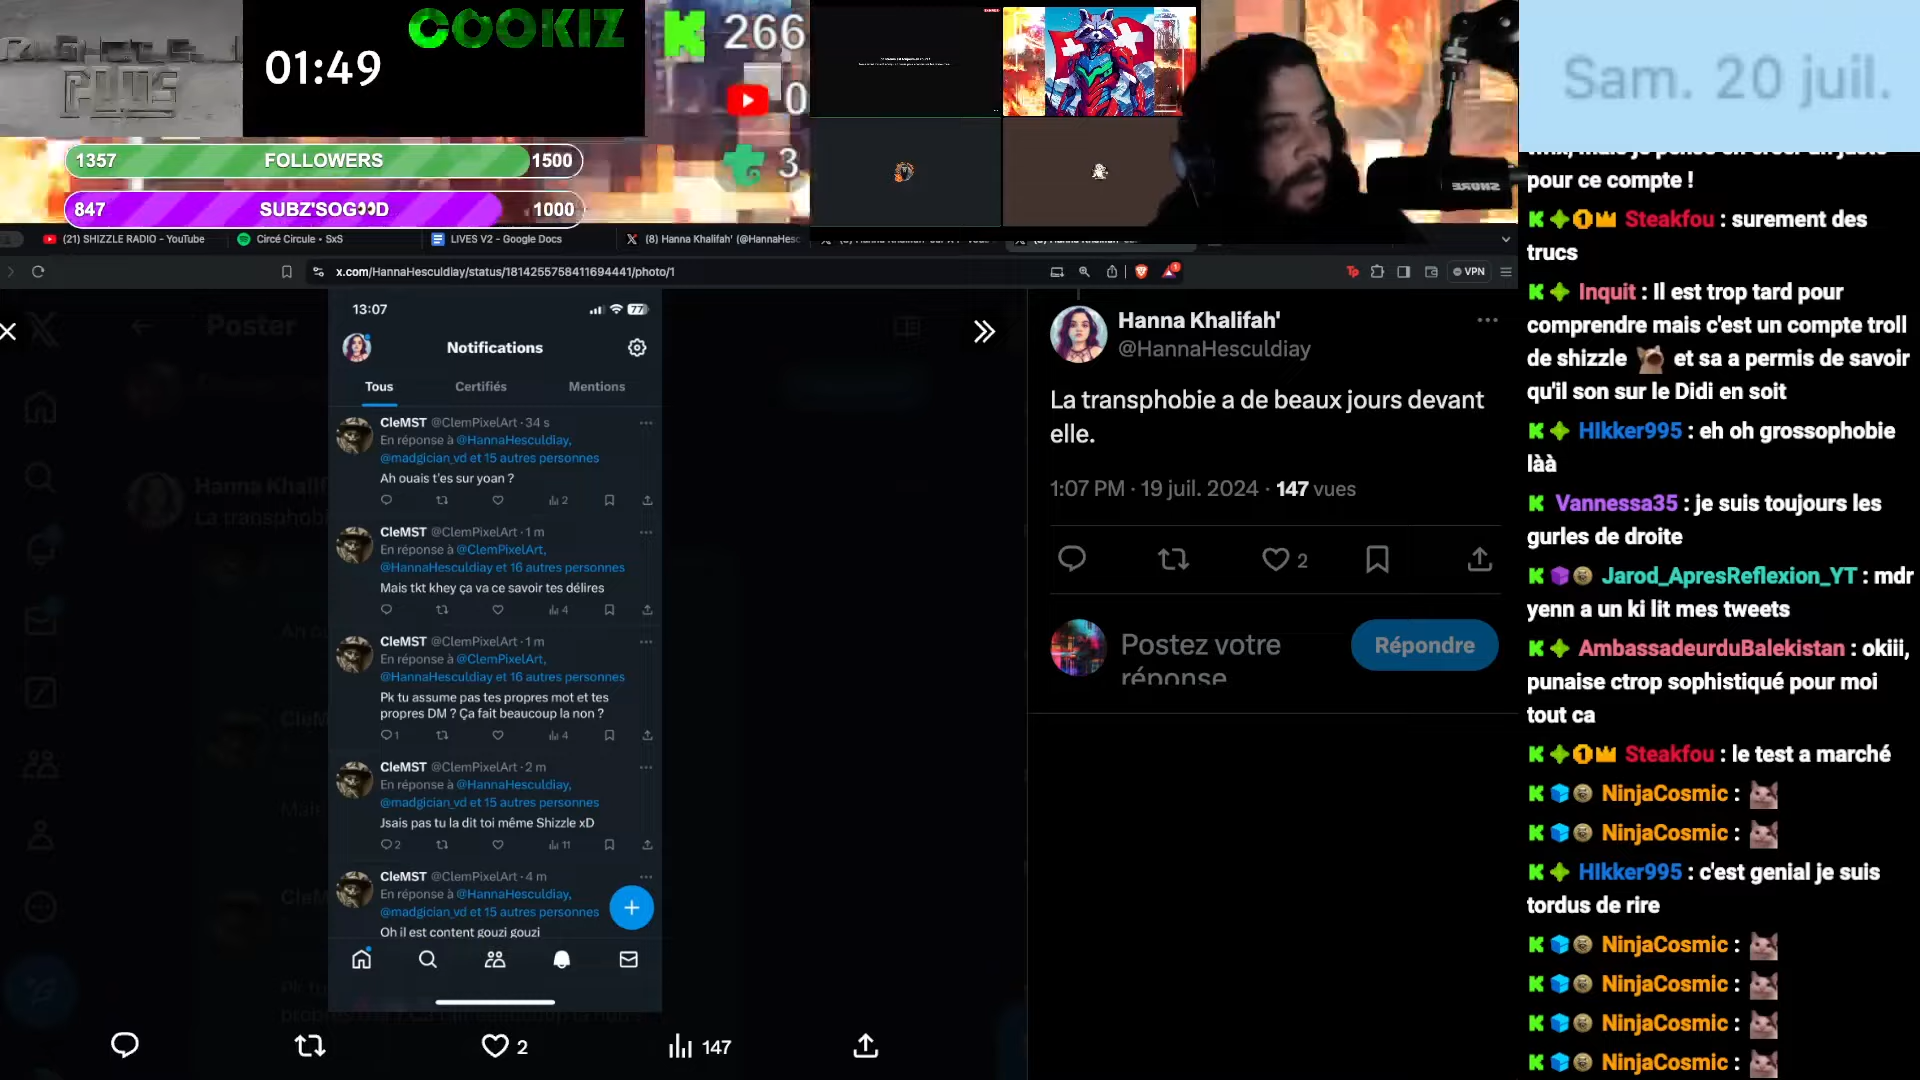 PLUS
01:49
COOKIZ
266
0
3
1357 FOLLOWERS 1500
847 SUBZ'SOG👀D 1000
SHURE
Sam. 20 juil.
(21) SHIZZLE RADIO - YouTube
Circé Circule • SxS
LIVES V2 - Google Docs
(8) Hanna Khalifah' (@HannaHesc
x.com/HannaHesculdiay/status/1814255758411694441/photo/1
VPN
Poster
13:07
77
Notifications
Tous
Certifiés
Mentions
CleMST @ClemPixelArt · 34 s
En réponse à @HannaHesculdiay,
@madgician_vd et 15 autres personnes
Ah ouais t'es sur yoan ?
2
CleMST @ClemPixelArt · 1 m
En réponse à @ClemPixelArt,
@HannaHesculdiay et 16 autres personnes
Mais tkt khey ça va ce savoir tes délires
4
CleMST @ClemPixelArt · 1 m
En réponse à @ClemPixelArt,
@HannaHesculdiay et 16 autres personnes
Pk tu assume pas tes propres mot et tes
propres DM ? Ça fait beaucoup la non ?
1 4
CleMST @ClemPixelArt · 2 m
En réponse à @HannaHesculdiay,
@madgician_vd et 15 autres personnes
Jsais pas tu la dit toi même Shizzle xD
2 11
CleMST @ClemPixelArt · 4 m
En réponse à @HannaHesculdiay,
@madgician_vd et 15 autres personnes
Oh il est content gouzi gouzi
2
147
Hanna Khalifah'
@HannaHesculdiay
La transphobie a de beaux jours devant
elle.
1:07 PM · 19 juil. 2024 · 147 vues
2
Postez votre
réponse
Répondre
pour ce compte !
Steakfou : surement des
trucs
Inquit : Il est trop tard pour
comprendre mais c'est un compte troll
de shizzle et sa a permis de savoir
qu'il son sur le Didi en soit
HIkker995 : eh oh grossophobie
làà
Vannessa35 : je suis toujours les
gurles de droite
Jarod_ApresReflexion_YT : mdr
yenn a un ki lit mes tweets
AmbassadeurduBalekistan : okiii,
punaise ctrop sophistiqué pour moi
tout ca
Steakfou : le test a marché
NinjaCosmic :
NinjaCosmic :
HIkker995 : c'est genial je suis
tordus de rire
NinjaCosmic :
NinjaCosmic :
NinjaCosmic :
NinjaCosmic :